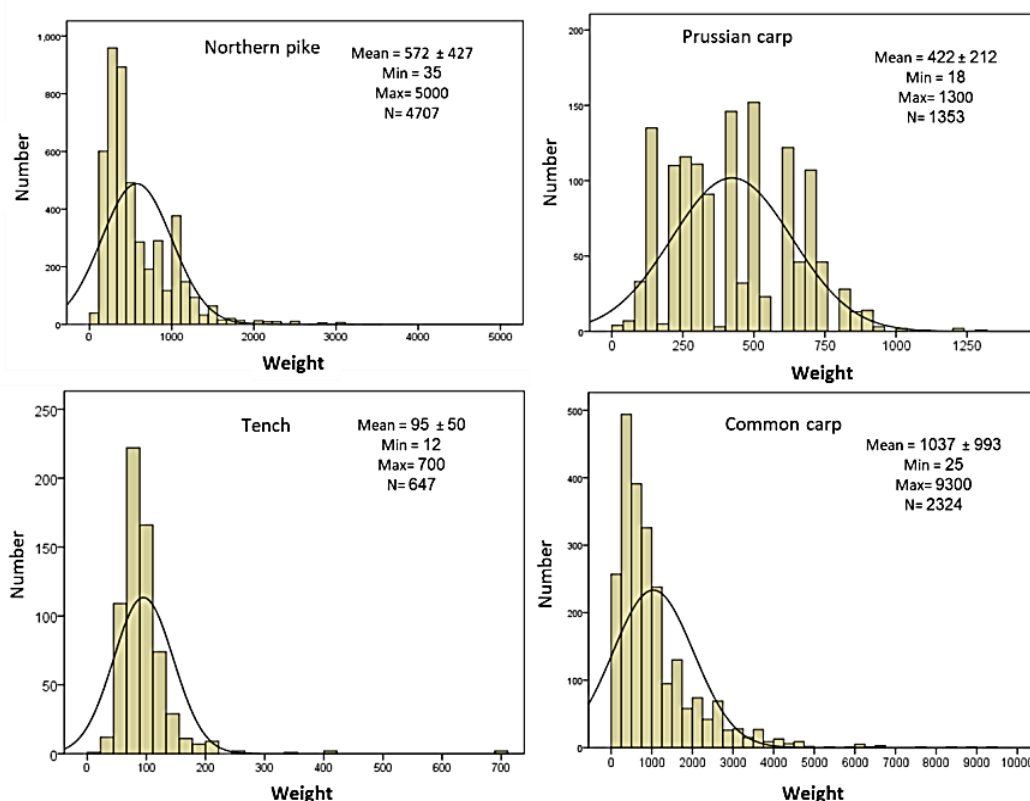 Northern pike
Mean = 572 ± 427
Min = 35
Max= 5000
N= 4707
1,000
800
600
400
200
0
Number
0 1000 2000 3000 4000 5000
Weight
Prussian carp
Mean = 422 ± 212
Min = 18
Max= 1300
N= 1353
200
150
100
50
0
Number
0 250 500 750 1000 1250
Weight
Tench
Mean = 95 ± 50
Min = 12
Max= 700
N= 647
250
200
150
100
50
0
Number
0 100 200 300 400 500 600 700
Weight
Common carp
Mean = 1037 ± 993
Min = 25
Max= 9300
N= 2324
500
400
300
200
100
0
Number
0 1000 2000 3000 4000 5000 6000 7000 8000 9000 10000
Weight